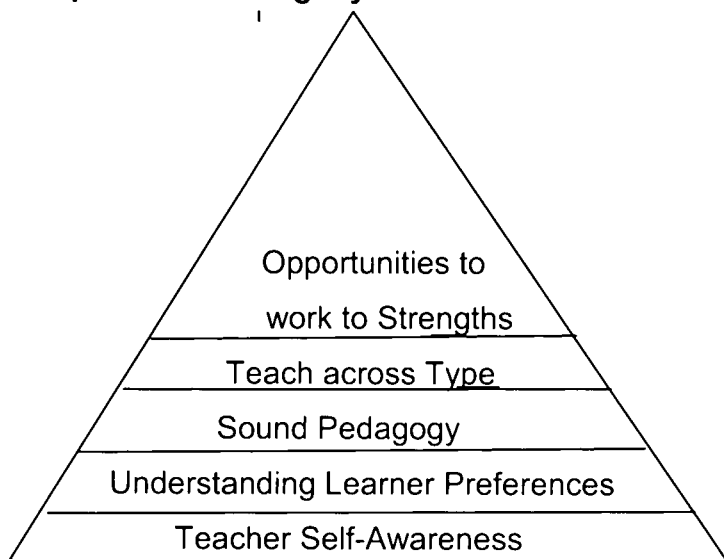 Opportunities to
work to Strengths
Teach across Type
Sound Pedagogy
Understanding Learner Preferences
Teacher Self-Awareness